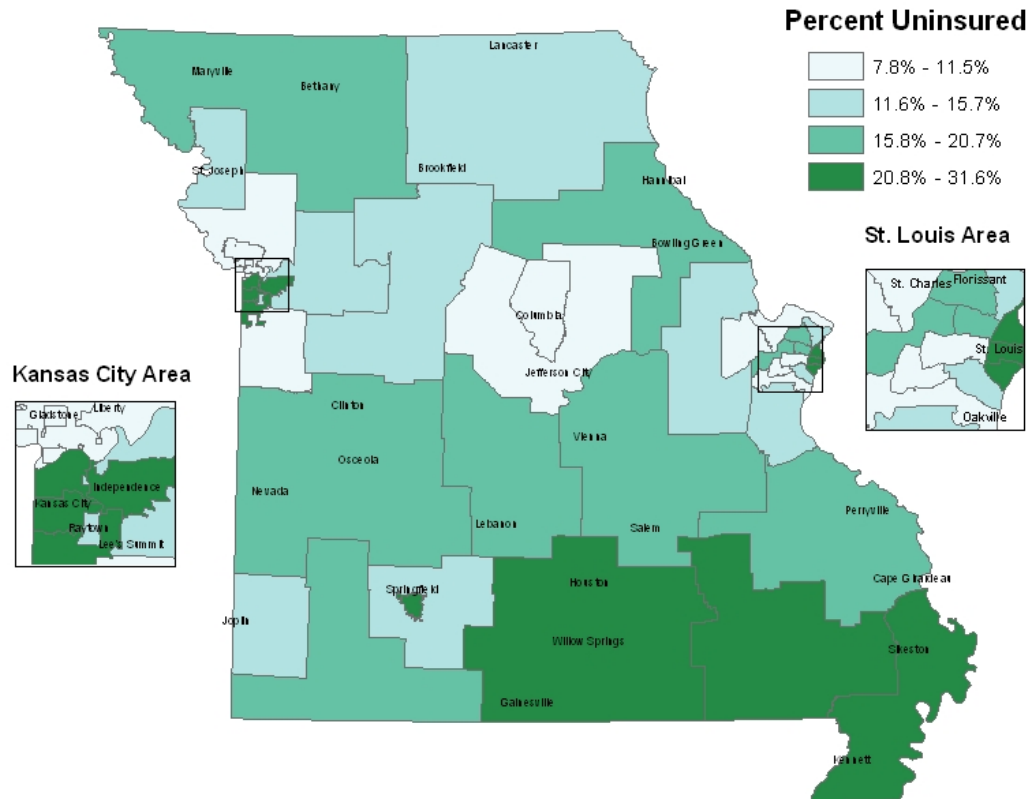 Percent Uninsured
7.8% - 11.5%
11.6% - 15.7%
15.8% - 20.7%
20.8% - 31.6%
Lancaster
Maryville
Bethany
St. Joseph
Brookfield
Hannibal
Bowling Green
St. Louis Area
St. Charles
Florissant
St. Louis
Oakville
Columbia
Jefferson City
Kansas City Area
Gladstone
Liberty
Independence
Kansas City
Raytown
Lee's Summit
Clinton
Vienna
Osceola
Nevada
Lebanon
Salem
Perryville
Cape Girardeau
Springfield
Houston
Joplin
Willow Springs
Sikeston
Gainesville
Kennett